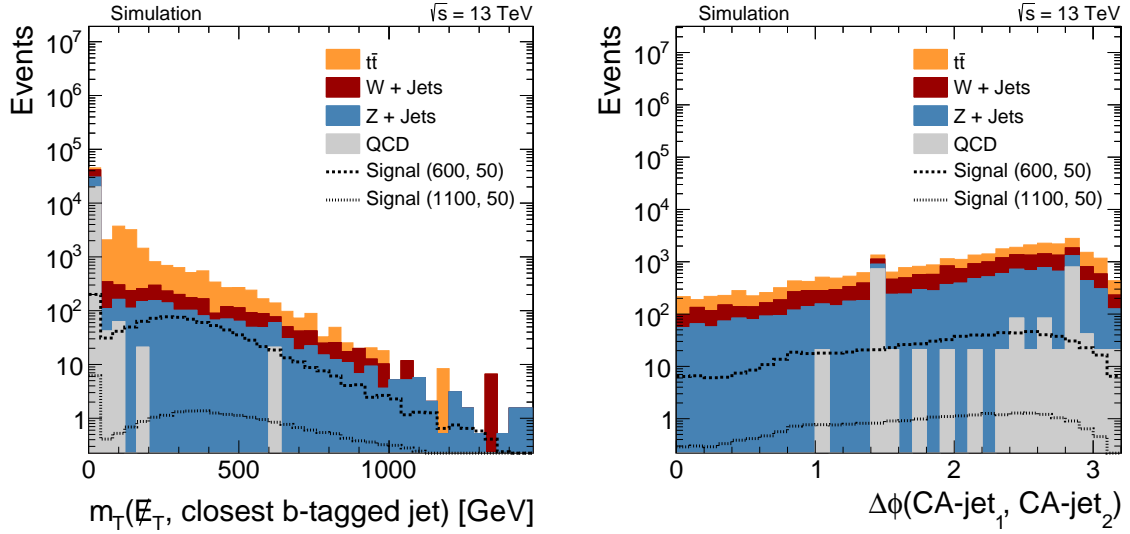 Simulation √s = 13 TeV
Events
10⁷
10⁶
10⁵
10⁴
10³
10²
10
1
tt̄
W + Jets
Z + Jets
QCD
Signal (600, 50)
Signal (1100, 50)
0 500 1000
m_T(E̸_T, closest b-tagged jet) [GeV]
Simulation √s = 13 TeV
Events
10⁷
10⁶
10⁵
10⁴
10³
10²
10
1
tt̄
W + Jets
Z + Jets
QCD
Signal (600, 50)
Signal (1100, 50)
0 1 2 3
Δϕ(CA-jet₁, CA-jet₂)